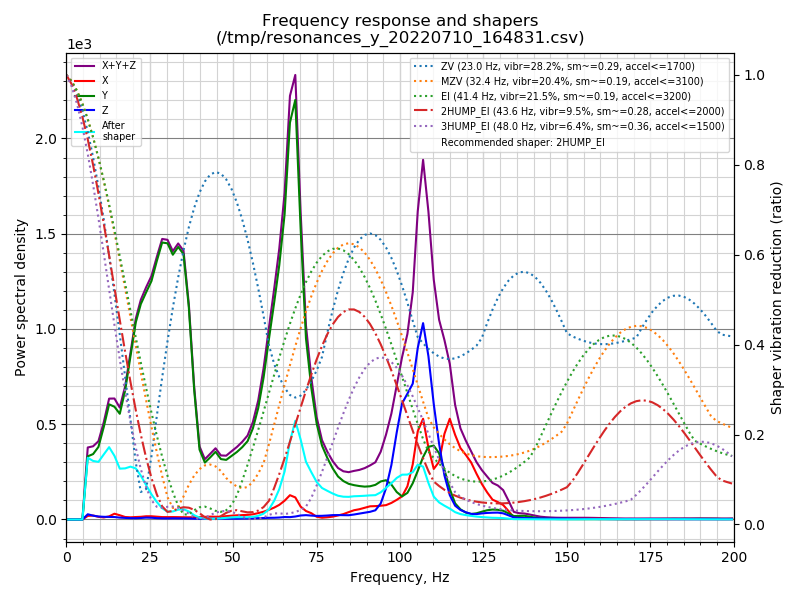 Frequency response and shapers
(/tmp/resonances_y_20220710_164831.csv)
1e3
X+Y+Z
X
Y
Z
After
shaper
ZV (23.0 Hz, vibr=28.2%, sm~=0.29, accel<=1700)
MZV (32.4 Hz, vibr=20.4%, sm~=0.19, accel<=3100)
EI (41.4 Hz, vibr=21.5%, sm~=0.19, accel<=3200)
2HUMP_EI (43.6 Hz, vibr=9.5%, sm~=0.28, accel<=2000)
3HUMP_EI (48.0 Hz, vibr=6.4%, sm~=0.36, accel<=1500)
Recommended shaper: 2HUMP_EI
Power spectral density
2.0
1.5
1.0
0.5
0.0
1.0
0.8
0.6
0.4
0.2
0.0
Shaper vibration reduction (ratio)
0 25 50 75 100 125 150 175 200
Frequency, Hz